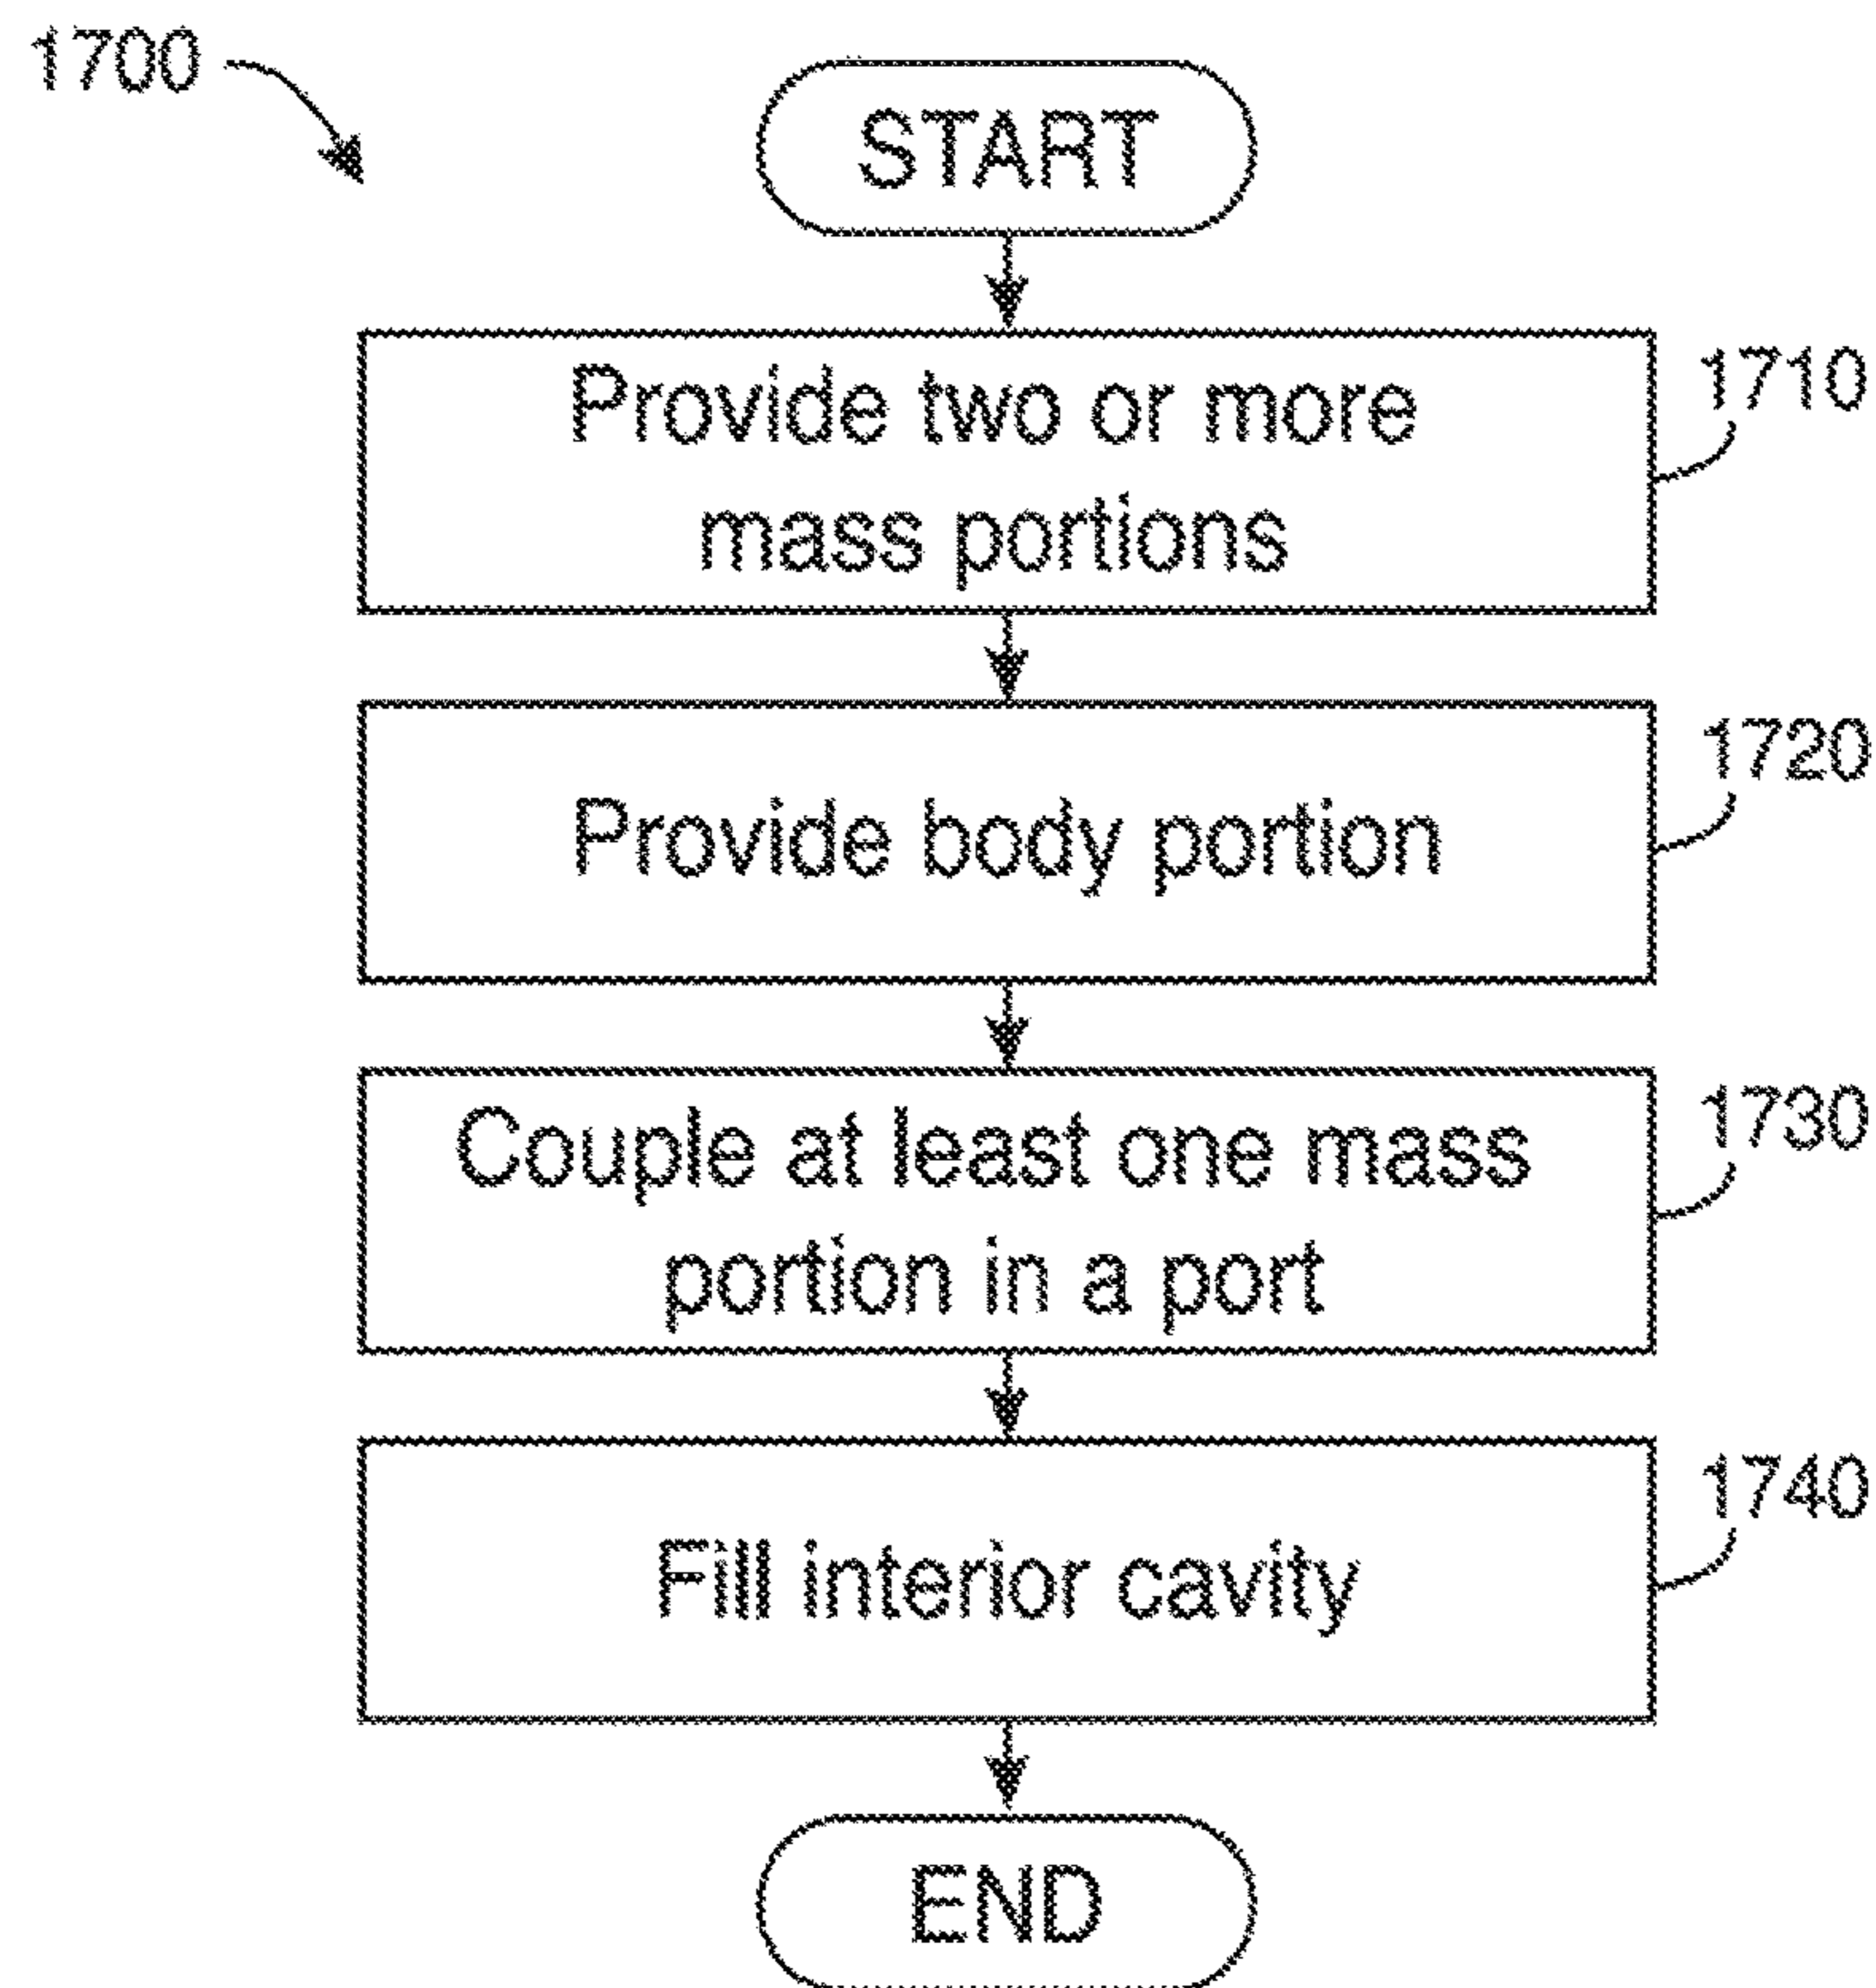 1700
START
Provide two or more
mass portions
1710
Provide body portion
1720
Couple at least one mass
portion in a port
1730
Fill interior cavity
1740
END